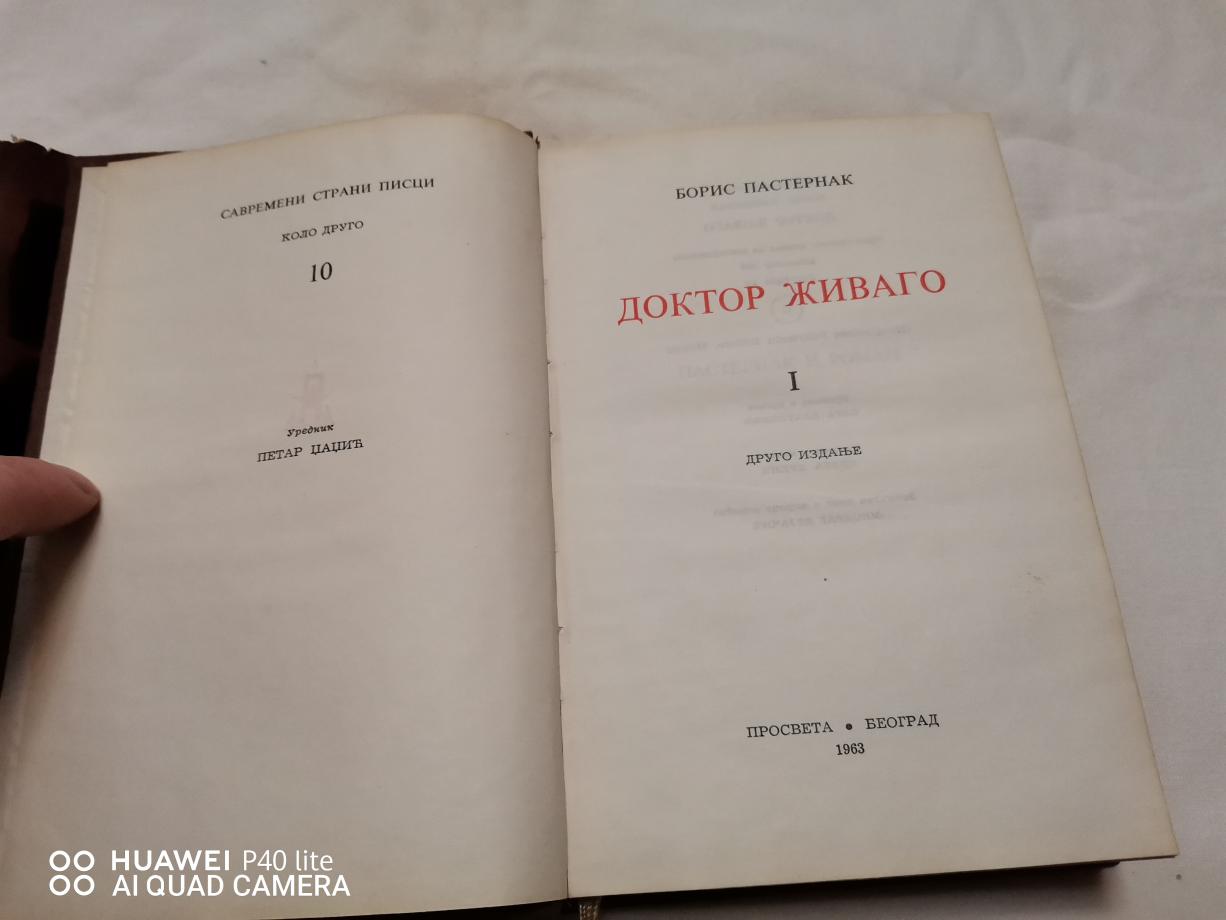 САВРЕМЕНИ СТРАНИ ПИСЦИ
КОЛО ДРУГО
10
Уредник
ПЕТАР ЏАЏИЋ
БОРИС ПАСТЕРНАК
ДОКТОР ЖИВАГО
I
ДРУГО ИЗДАЊЕ
ПРОСВЕТА • БЕОГРАД
1963
HUAWEI P40 lite
AI QUAD CAMERA